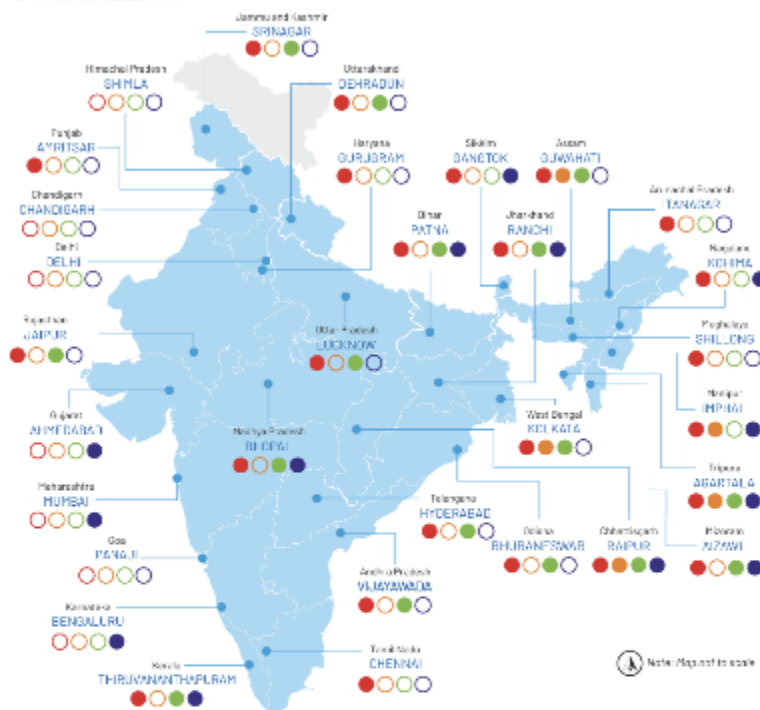 Jammu and Kashmir
SRINAGAR
Himachal Pradesh
SHIMLA
Uttarakhand
DEHRADUN
Punjab
AMRITSAR
Haryana
GURUGRAM
Sikkim
GANGTOK
Assam
GUWAHATI
Chandigarh
CHANDIGARH
Bihar
PATNA
Jharkhand
RANCHI
Arunachal Pradesh
ITANAGAR
Delhi
DELHI
Nagaland
KOHIMA
Rajasthan
JAIPUR
Uttar Pradesh
LUCKNOW
Meghalaya
SHILLONG
Manipur
IMPHAL
Gujarat
AHMEDABAD
Madhya Pradesh
BHOPAL
West Bengal
KOLKATA
Tripura
AGARTALA
Maharashtra
MUMBAI
Telangana
HYDERABAD
Odisha
BHUBANESWAR
Chhattisgarh
RAIPUR
Mizoram
AIZAWL
Goa
PANAJI
Andhra Pradesh
VIJAYAWADA
Karnataka
BENGALURU
Kerala
THIRUVANANTHAPURAM
Tamil Nadu
CHENNAI
Note: Map not to scale